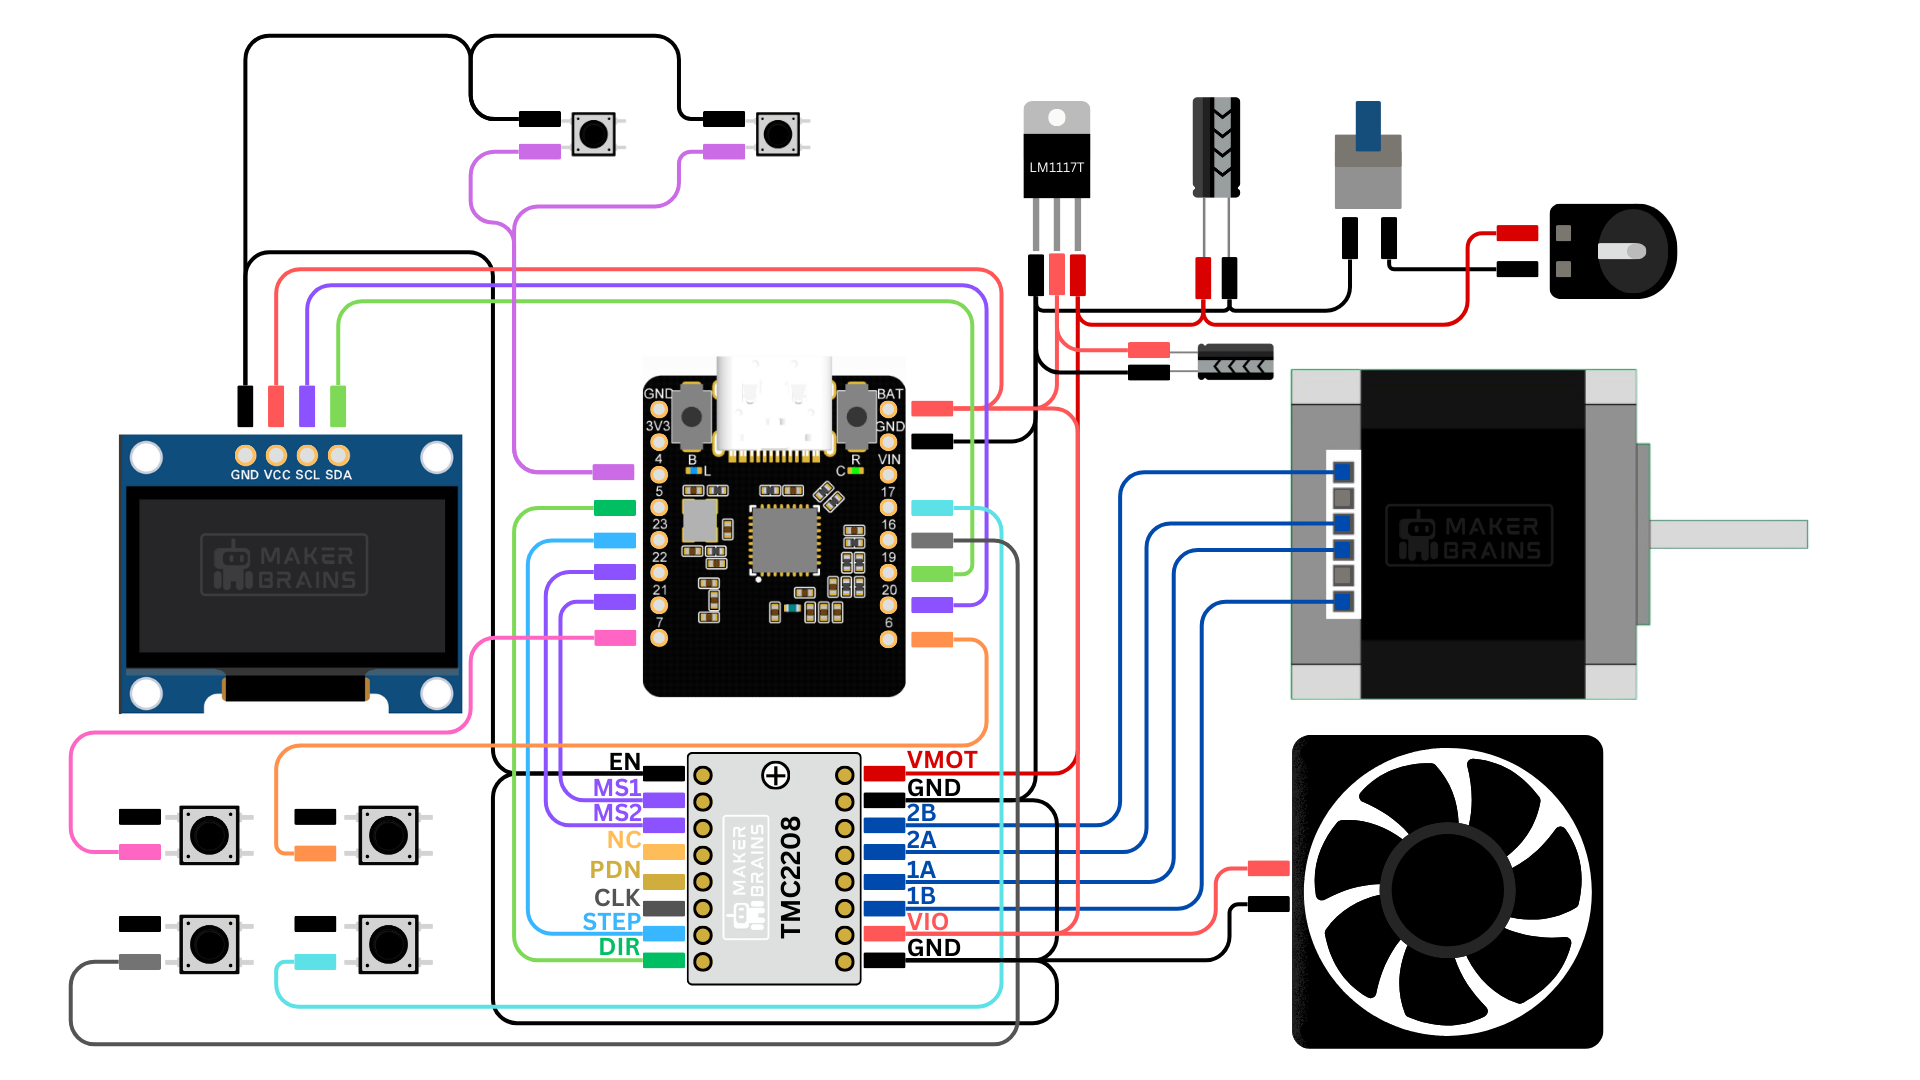 LM1117T
GND
3V3
4
5
23
22
21
7
B
L
R
C
BAT
GND
VIN
17
16
19
20
6
GND VCC SCL SDA
MAKER
BRAINS
MAKER
BRAINS
EN
MS1
MS2
NC
PDN
CLK
STEP
DIR
MAKER
BRAINS
TMC2208
VMOT
GND
2B
2A
1A
1B
VIO
GND